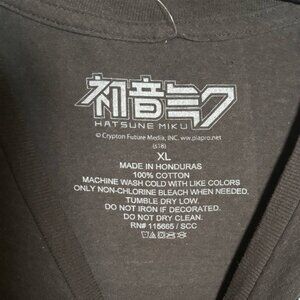 初音ミク
HATSUNE MIKU
© Crypton Future Media, INC. www.piapro.net
XL
MADE IN HONDURAS
100% COTTON
MACHINE WASH COLD WITH LIKE COLORS
ONLY NON-CHLORINE BLEACH WHEN NEEDED.
TUMBLE DRY LOW.
DO NOT IRON IF DECORATED.
DO NOT DRY CLEAN.
RN# 115665 / SCC